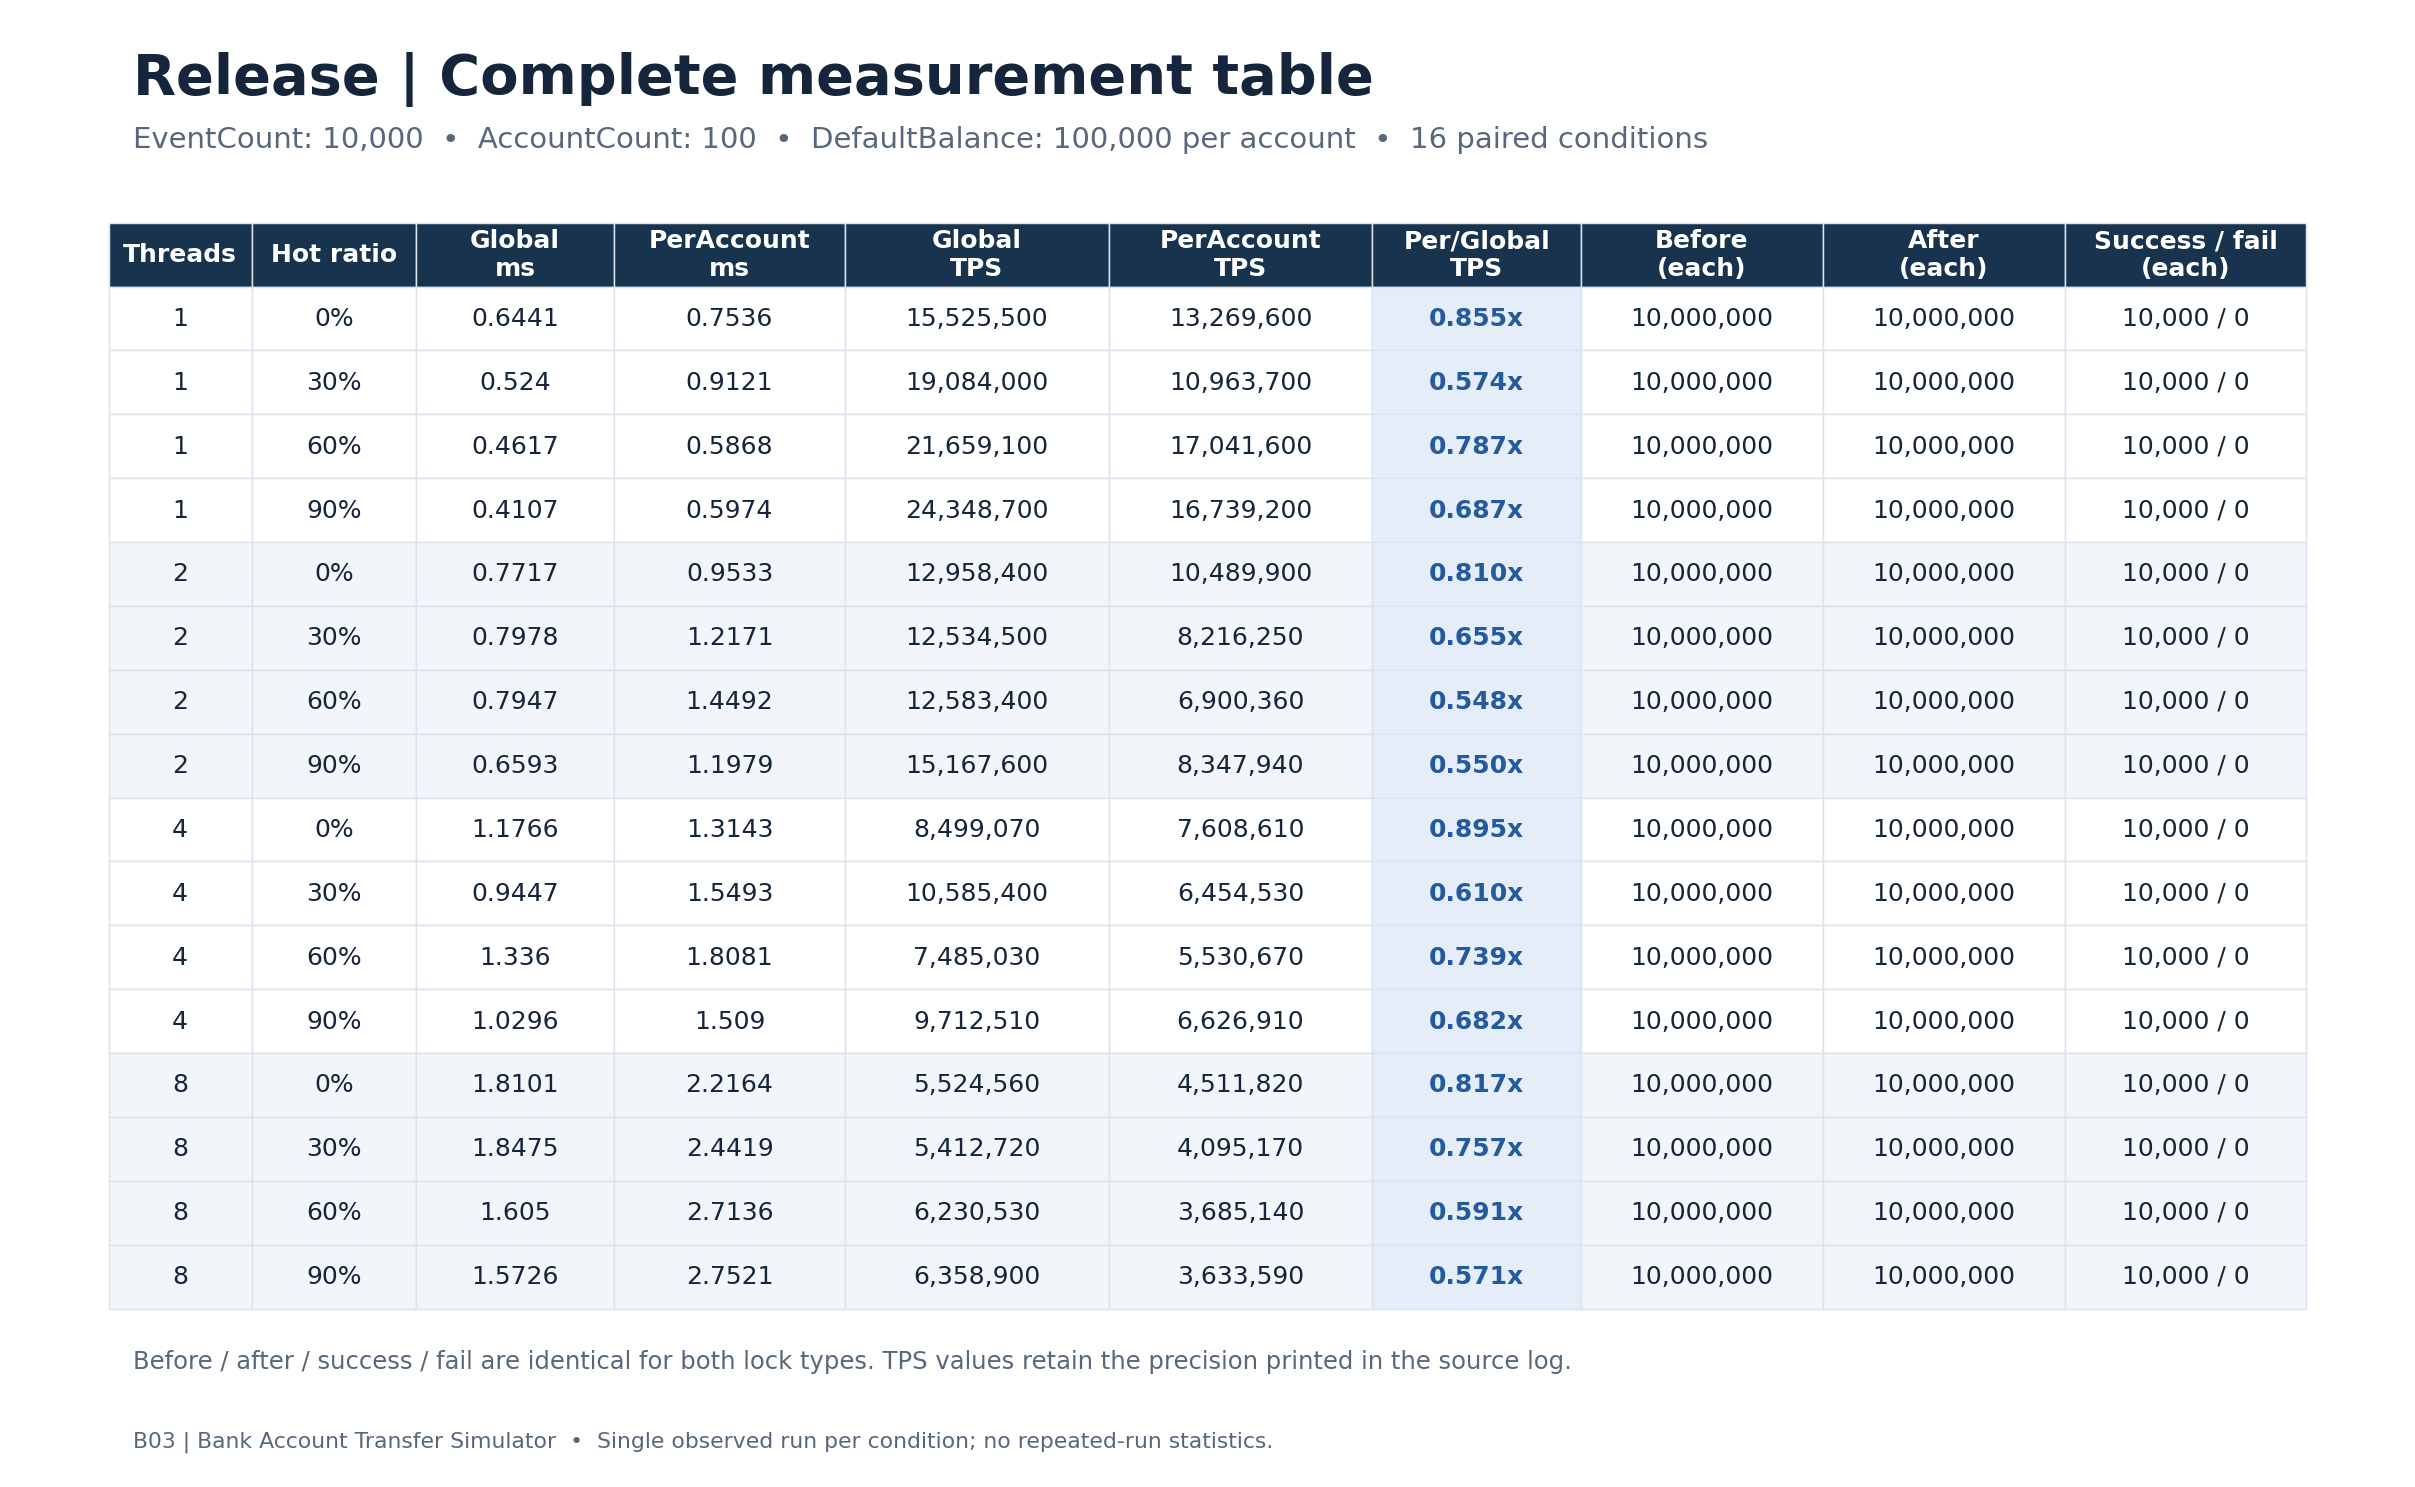 Release | Complete measurement table
EventCount: 10,000 • AccountCount: 100 • DefaultBalance: 100,000 per account • 16 paired conditions
Threads Hot ratio Global ms PerAccount ms Global TPS PerAccount TPS Per/Global TPS Before (each) After (each) Success / fail (each)
1 0% 0.6441 0.7536 15,525,500 13,269,600 0.855x 10,000,000 10,000,000 10,000 / 0
1 30% 0.524 0.9121 19,084,000 10,963,700 0.574x 10,000,000 10,000,000 10,000 / 0
1 60% 0.4617 0.5868 21,659,100 17,041,600 0.787x 10,000,000 10,000,000 10,000 / 0
1 90% 0.4107 0.5974 24,348,700 16,739,200 0.687x 10,000,000 10,000,000 10,000 / 0
2 0% 0.7717 0.9533 12,958,400 10,489,900 0.810x 10,000,000 10,000,000 10,000 / 0
2 30% 0.7978 1.2171 12,534,500 8,216,250 0.655x 10,000,000 10,000,000 10,000 / 0
2 60% 0.7947 1.4492 12,583,400 6,900,360 0.548x 10,000,000 10,000,000 10,000 / 0
2 90% 0.6593 1.1979 15,167,600 8,347,940 0.550x 10,000,000 10,000,000 10,000 / 0
4 0% 1.1766 1.3143 8,499,070 7,608,610 0.895x 10,000,000 10,000,000 10,000 / 0
4 30% 0.9447 1.5493 10,585,400 6,454,530 0.610x 10,000,000 10,000,000 10,000 / 0
4 60% 1.336 1.8081 7,485,030 5,530,670 0.739x 10,000,000 10,000,000 10,000 / 0
4 90% 1.0296 1.509 9,712,510 6,626,910 0.682x 10,000,000 10,000,000 10,000 / 0
8 0% 1.8101 2.2164 5,524,560 4,511,820 0.817x 10,000,000 10,000,000 10,000 / 0
8 30% 1.8475 2.4419 5,412,720 4,095,170 0.757x 10,000,000 10,000,000 10,000 / 0
8 60% 1.605 2.7136 6,230,530 3,685,140 0.591x 10,000,000 10,000,000 10,000 / 0
8 90% 1.5726 2.7521 6,358,900 3,633,590 0.571x 10,000,000 10,000,000 10,000 / 0
Before / after / success / fail are identical for both lock types. TPS values retain the precision printed in the source log.
B03 | Bank Account Transfer Simulator • Single observed run per condition; no repeated-run statistics.